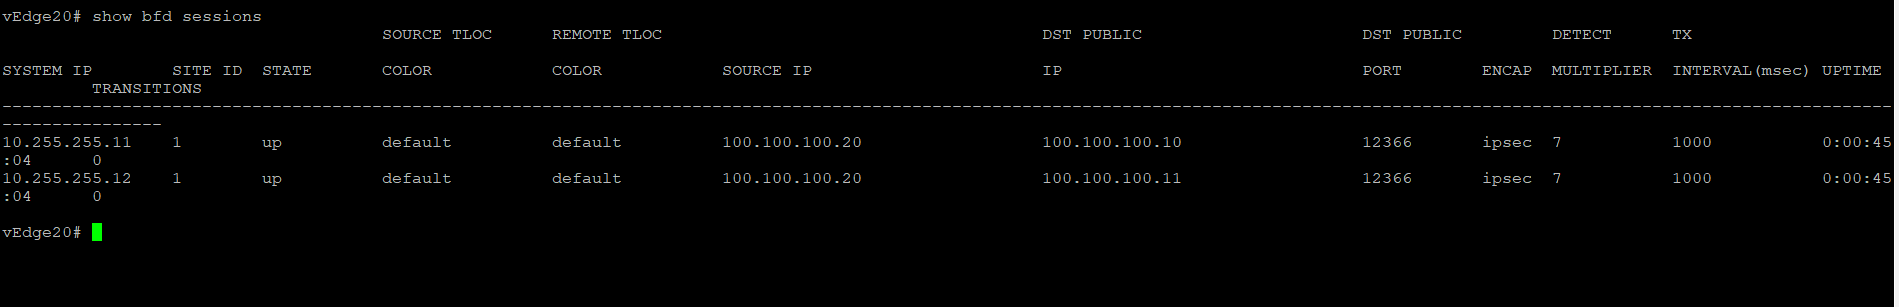 vEdge20# show bfd sessions
SOURCE TLOC REMOTE TLOC DST PUBLIC DST PUBLIC DETECT TX
SYSTEM IP SITE ID STATE COLOR COLOR SOURCE IP IP PORT ENCAP MULTIPLIER INTERVAL(msec) UPTIME
TRANSITIONS
---------------------------------------------------------------------------------------------------------------------------------------------------------------------------------------------
----------------
10.255.255.11 1 up default default 100.100.100.20 100.100.100.10 12366 ipsec 7 1000 0:00:45
:04 0
10.255.255.12 1 up default default 100.100.100.20 100.100.100.11 12366 ipsec 7 1000 0:00:45
:04 0
vEdge20#